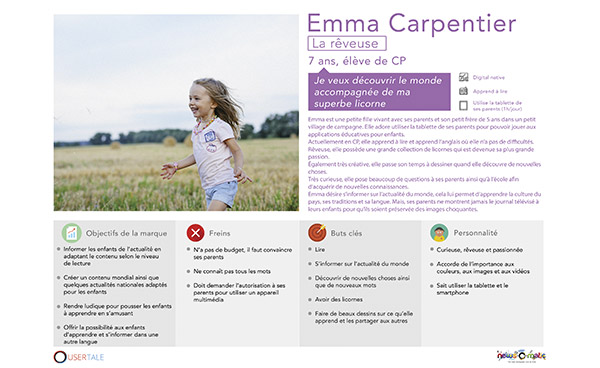 Emma Carpentier
La rêveuse
7 ans, élève de CP
Je veux découvrir le monde
accompagnée de ma
superbe licorne
Digital native
Apprend à lire
Utilise la tablette de
ses parents (1h/jour)
Emma est une petite fille vivant avec ses parents et son petit frère de 5 ans dans un petit
village de campagne. Elle adore utiliser la tablette de ses parents pour pouvoir jouer aux
applications éducatives pour enfants.
Actuellement en CP, elle apprend à lire et apprend l'anglais où elle n'a pas de difficultés.
Rêveuse, elle possède une grande collection de licornes qui est devenue sa plus grande
passion.
Également très créative, elle passe son temps à dessiner quand elle découvre de nouvelles
choses.
Très curieuse, elle pose beaucoup de questions à ses parents ainsi qu'à l'école afin
d'acquérir de nouvelles connaissances.
Emma désire s'informer sur l'actualité du monde, cela lui permet d'apprendre la culture du
pays, ses traditions et sa langue. Mais, ses parents ne montrent jamais le journal télévisé à
leurs enfants pour qu'ils soient préservés des images choquantes.
Objectifs de la marque
Informer les enfants de l'actualité en
adaptant le contenu selon le niveau
de lecture
Créer un contenu mondial ainsi que
quelques actualités nationales adaptés
pour les enfants
Rendre ludique pour pousser les enfants
à apprendre en s'amusant
Offrir la possibilité aux enfants
d'apprendre et s'informer dans une
autre langue
Freins
N'a pas de budget, il faut convaincre
ses parents
Ne connaît pas tous les mots
Doit demander l'autorisation à ses
parents pour utiliser un appareil
multimédia
Buts clés
Lire
S'informer sur l'actualité du monde
Découvrir de nouvelles choses ainsi
que de nouveaux mots
Avoir des licornes
Faire de beaux dessins sur ce qu'elle
apprend et les partager aux autres
Personnalité
Curieuse, rêveuse et passionnée
Accorde de l'importance aux
couleurs, aux images et aux vidéos
Sait utiliser la tablette et le
smartphone
USERTALE